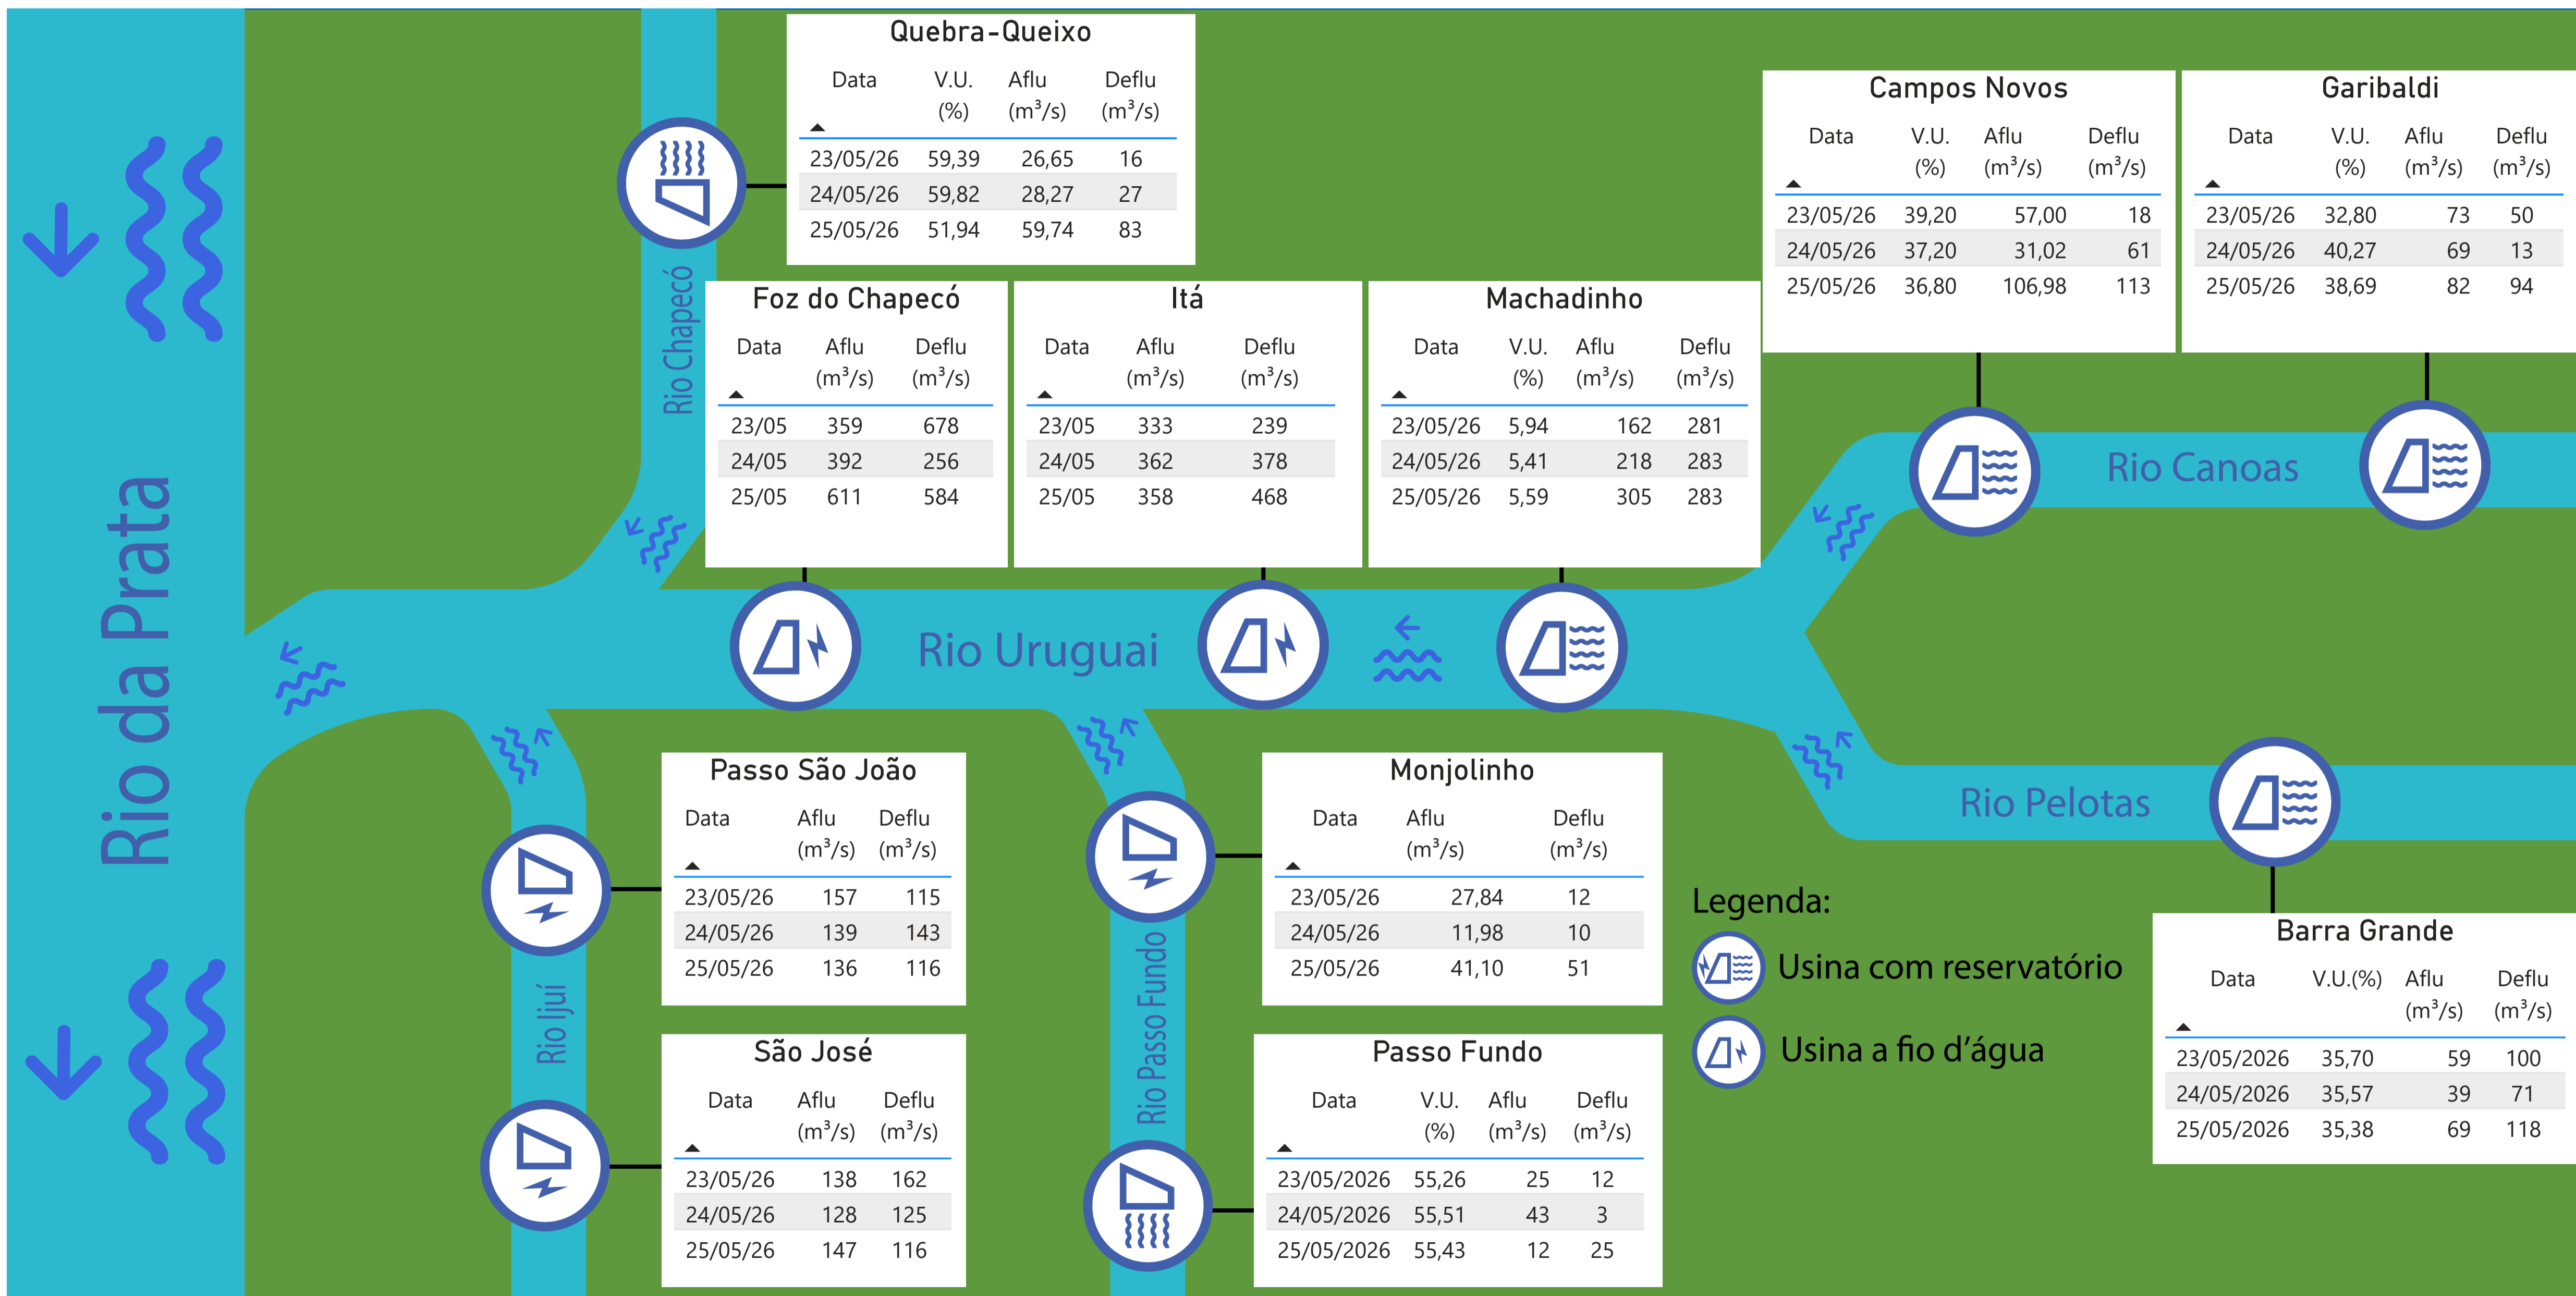 Quebra-Queixo
Data V.U. (%) Aflu (m³/s) Deflu (m³/s)
23/05/26 59,39 26,65 16
24/05/26 59,82 28,27 27
25/05/26 51,94 59,74 83
Campos Novos
Data V.U. (%) Aflu (m³/s) Deflu (m³/s)
23/05/26 39,20 57,00 18
24/05/26 37,20 31,02 61
25/05/26 36,80 106,98 113
Garibaldi
Data V.U. (%) Aflu (m³/s) Deflu (m³/s)
23/05/26 32,80 73 50
24/05/26 40,27 69 13
25/05/26 38,69 82 94
Rio Chapecó
Foz do Chapecó
Data Aflu (m³/s) Deflu (m³/s)
23/05 359 678
24/05 392 256
25/05 611 584
Itá
Data Aflu (m³/s) Deflu (m³/s)
23/05 333 239
24/05 362 378
25/05 358 468
Machadinho
Data V.U. (%) Aflu (m³/s) Deflu (m³/s)
23/05/26 5,94 162 281
24/05/26 5,41 218 283
25/05/26 5,59 305 283
Rio Canoas
Rio da Prata
Rio Uruguai
Rio Pelotas
Passo São João
Data Aflu (m³/s) Deflu (m³/s)
23/05/26 157 115
24/05/26 139 143
25/05/26 136 116
Monjolinho
Data Aflu (m³/s) Deflu (m³/s)
23/05/26 27,84 12
24/05/26 11,98 10
25/05/26 41,10 51
Rio Ijuí
Rio Passo Fundo
Legenda:
Usina com reservatório
Usina a fio d'água
Barra Grande
Data V.U.(%) Aflu (m³/s) Deflu (m³/s)
23/05/2026 35,70 59 100
24/05/2026 35,57 39 71
25/05/2026 35,38 69 118
São José
Data Aflu (m³/s) Deflu (m³/s)
23/05/26 138 162
24/05/26 128 125
25/05/26 147 116
Passo Fundo
Data V.U. (%) Aflu (m³/s) Deflu (m³/s)
23/05/2026 55,26 25 12
24/05/2026 55,51 43 3
25/05/2026 55,43 12 25